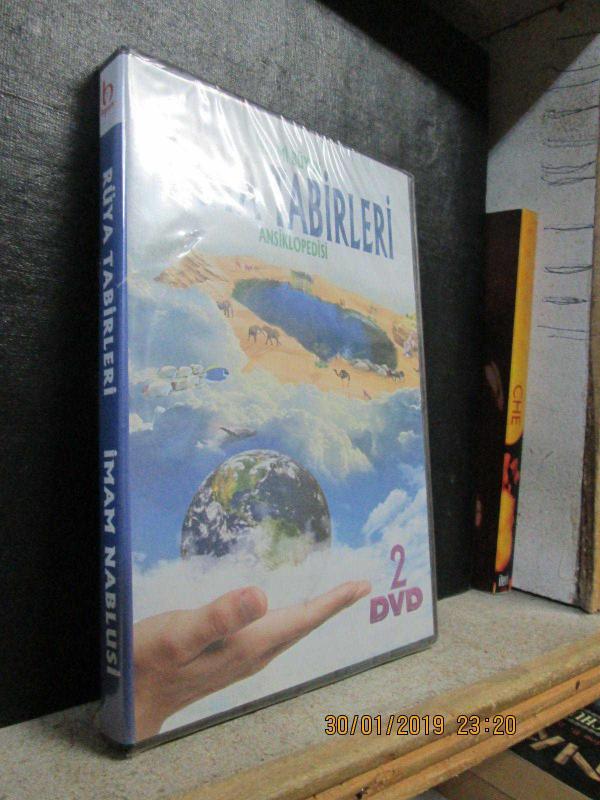 RÜYA TABİRLERİ İMAM NABLUSİ
TABİRLERİ
ANSİKLOPEDİSİ
2
DVD
CHE
30/01/2019 23:20